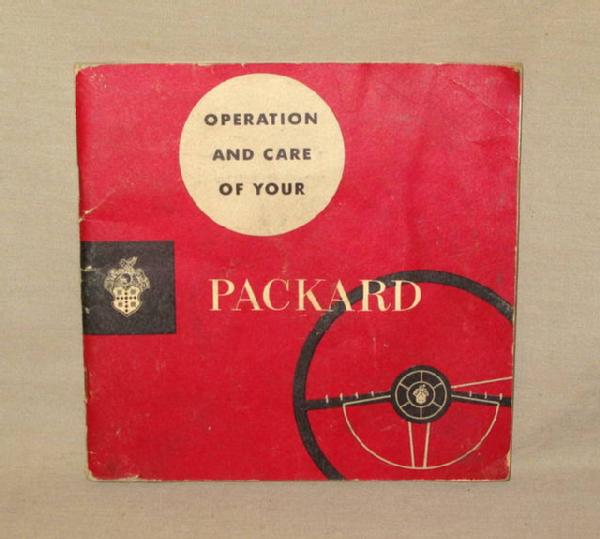 OPERATION
AND CARE
OF YOUR
PACKARD